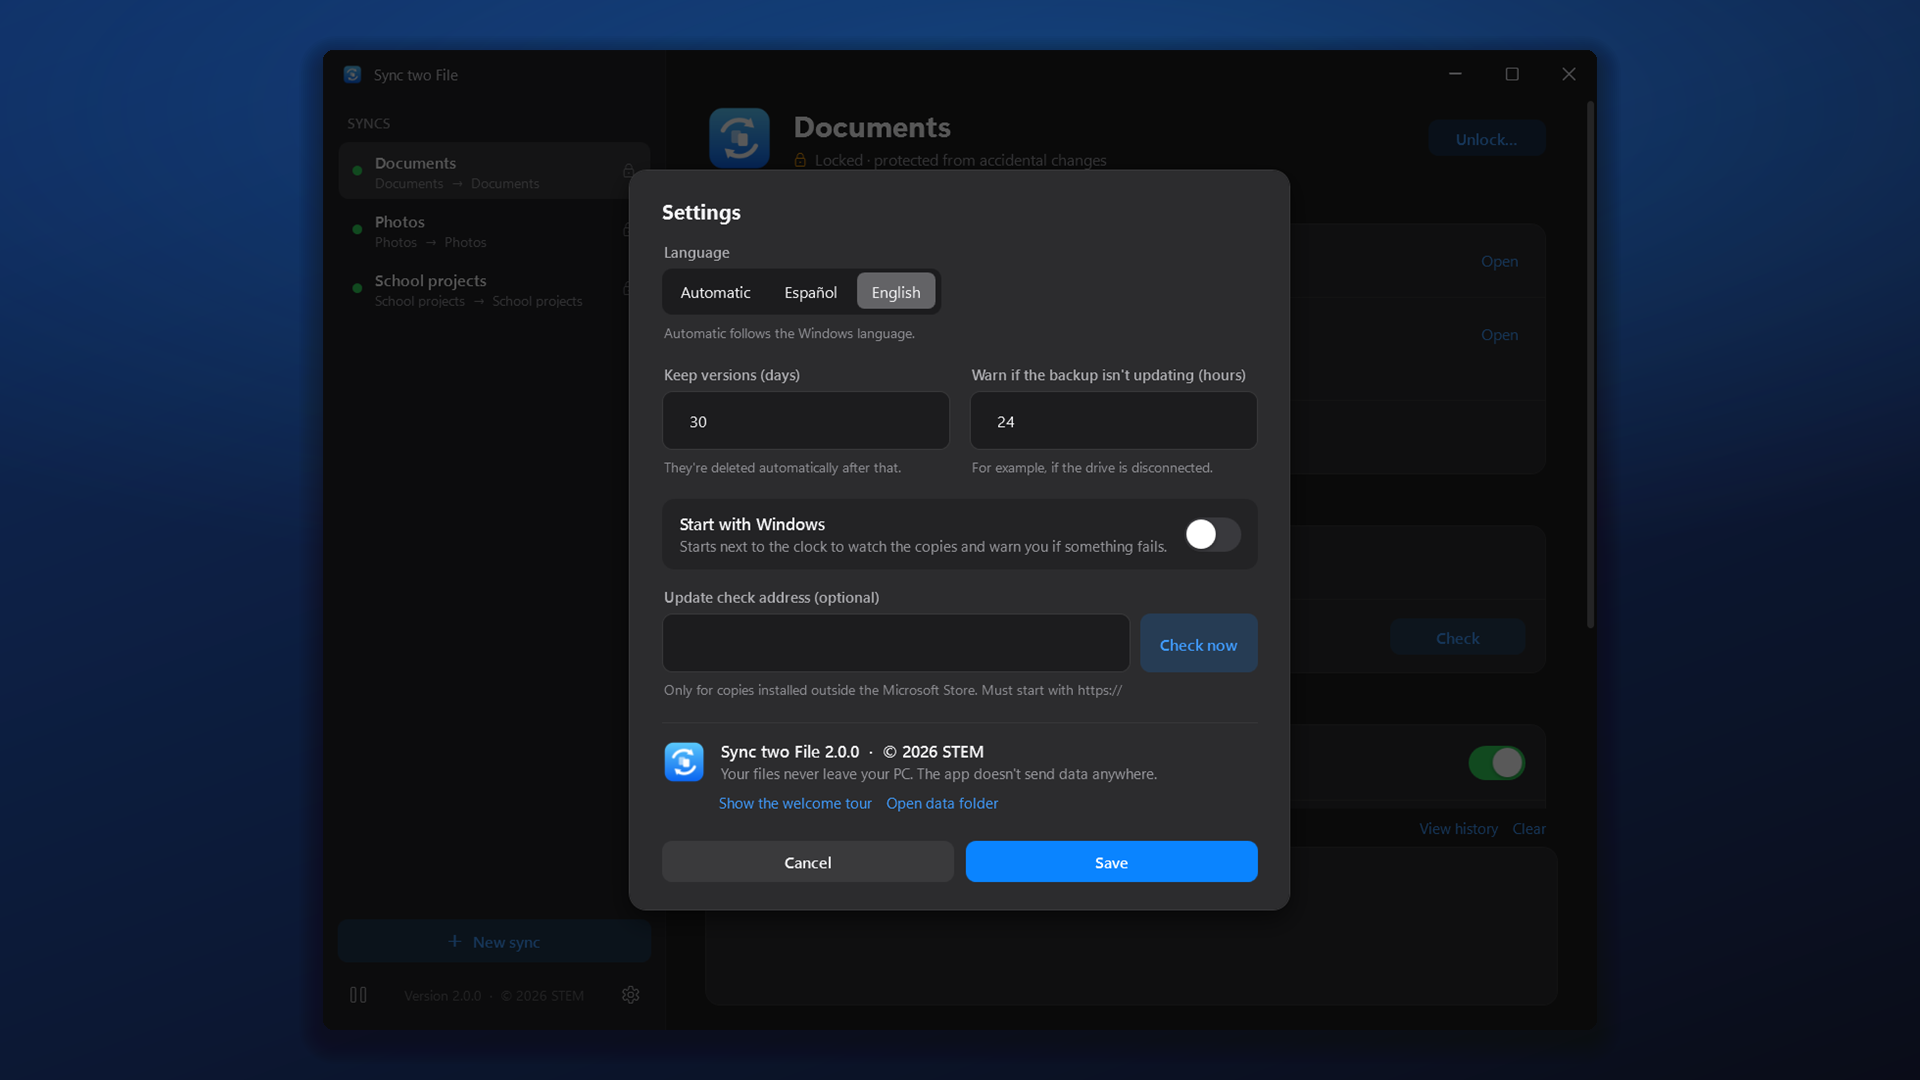 Sync two File
SYNCS
Documents
Documents → Documents
Photos
Photos → Photos
School projects
School projects → School projects
+ New sync
Version 2.0.0 · © 2026 STEM
Documents
Locked · protected from accidental changes
Unlock...
Open
Open
Check
View history Clear
Settings
Language
Automatic Español English
Automatic follows the Windows language.
Keep versions (days)
30
They're deleted automatically after that.
Warn if the backup isn't updating (hours)
24
For example, if the drive is disconnected.
Start with Windows
Starts next to the clock to watch the copies and warn you if something fails.
Update check address (optional)
Check now
Only for copies installed outside the Microsoft Store. Must start with https://
Sync two File 2.0.0 · © 2026 STEM
Your files never leave your PC. The app doesn't send data anywhere.
Show the welcome tour Open data folder
Cancel
Save